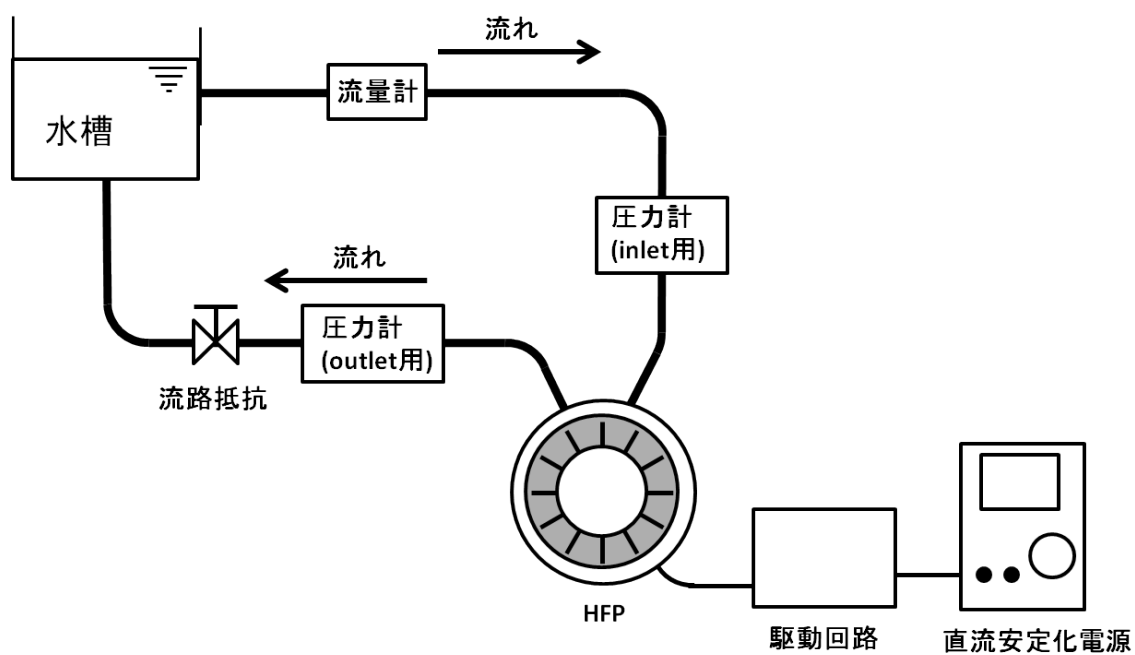 流れ
流量計
水槽
圧力計
(inlet用)
流れ
圧力計
(outlet用)
流路抵抗
HFP
駆動回路
直流安定化電源